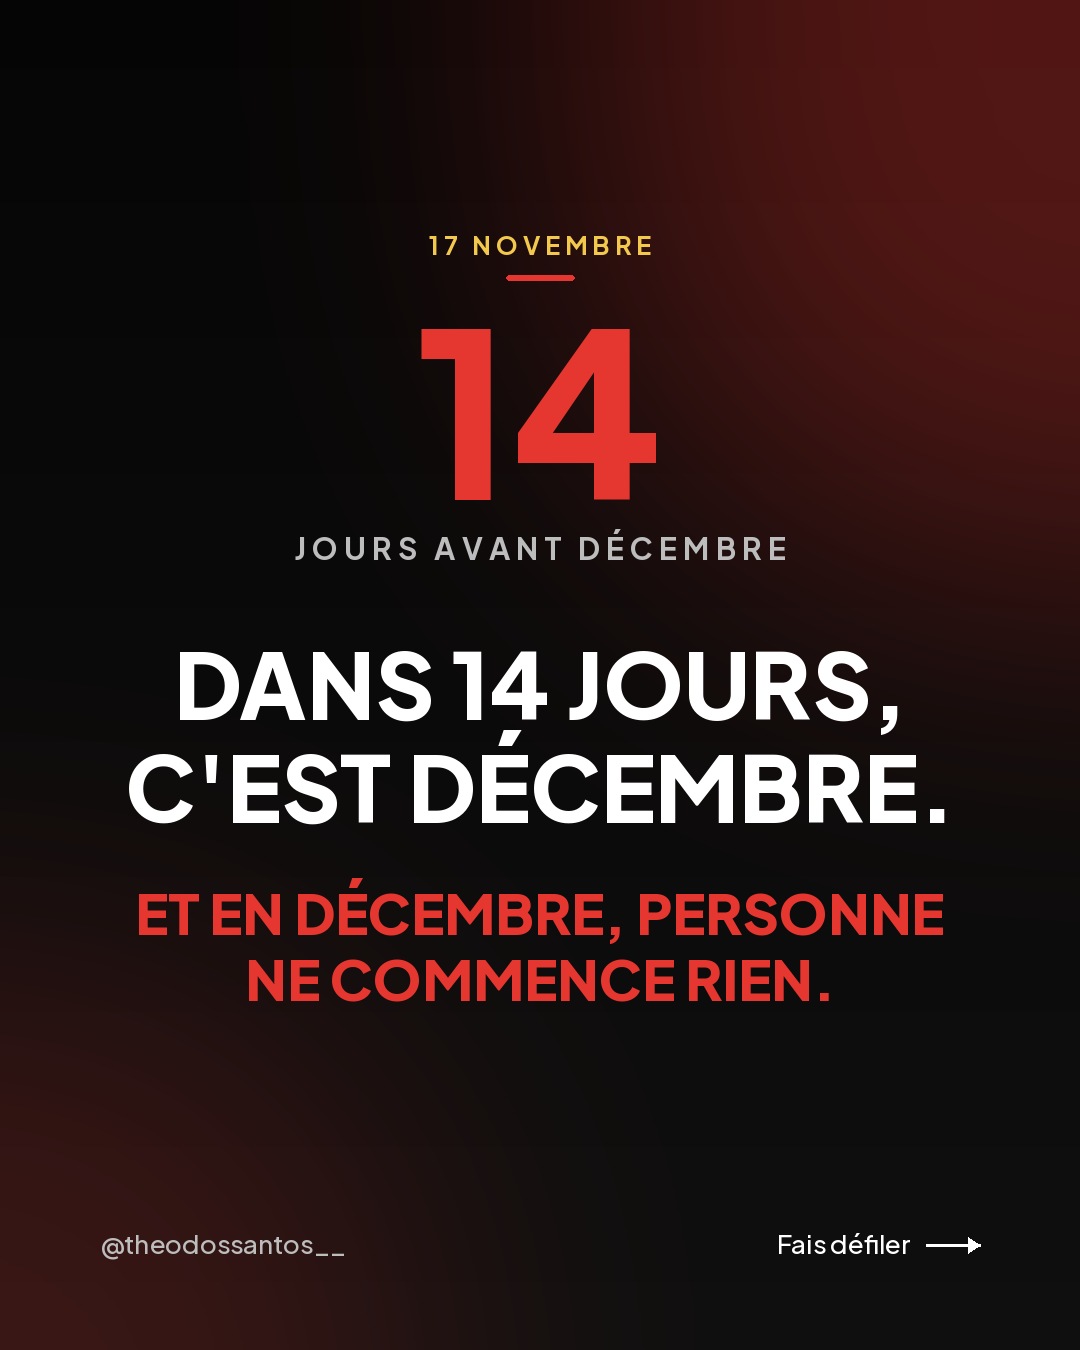 17 NOVEMBRE
14
JOURS AVANT DÉCEMBRE
DANS 14 JOURS,
C'EST DÉCEMBRE.
ET EN DÉCEMBRE, PERSONNE
NE COMMENCE RIEN.
@theodossantos__
Fais défiler